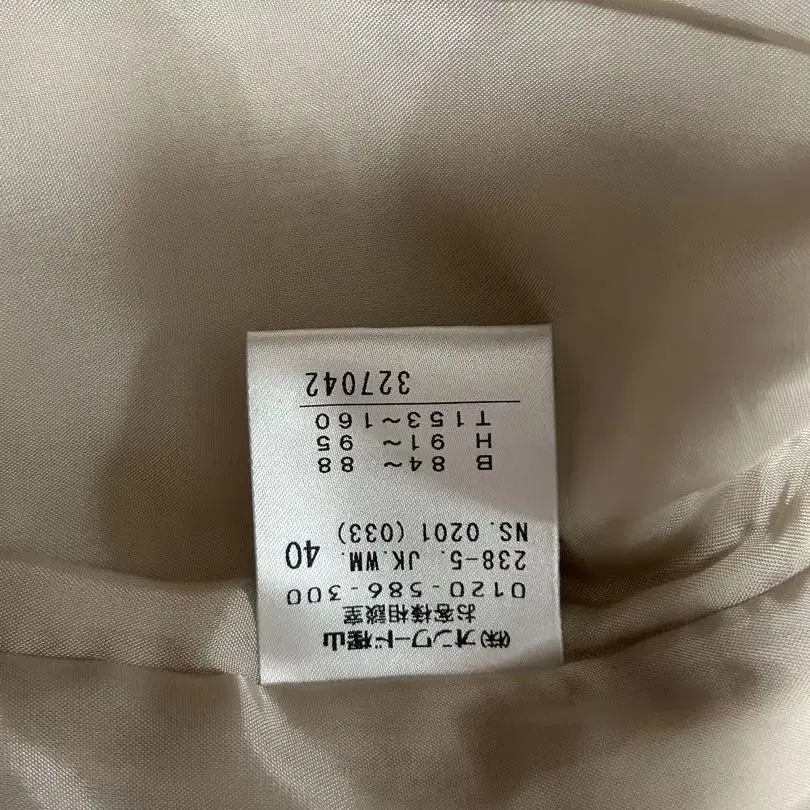 ㈱オンワード樫山
お客様相談室
0120-586-300
238-5. JK.WM. 40
NS. 0201 (033)
B 84~ 88
H 91~ 95
T153~160
327042